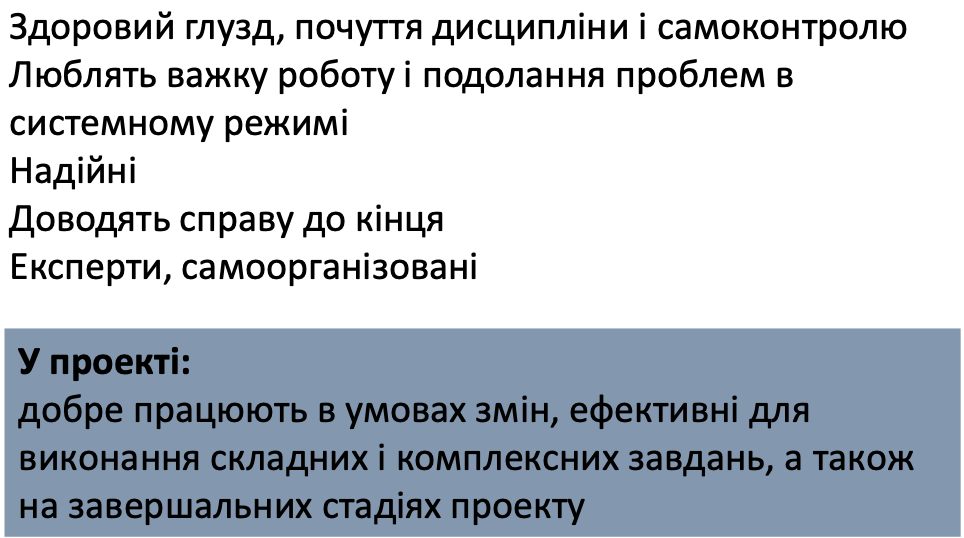 Здоровий глузд, почуття дисципліни і самоконтролю
Люблять важку роботу і подолання проблем в
системному режимі
Надійні
Доводять справу до кінця
Експерти, самоорганізовані
У проекті:
добре працюють в умовах змін, ефективні для
виконання складних і комплексних завдань, а також
на завершальних стадіях проекту